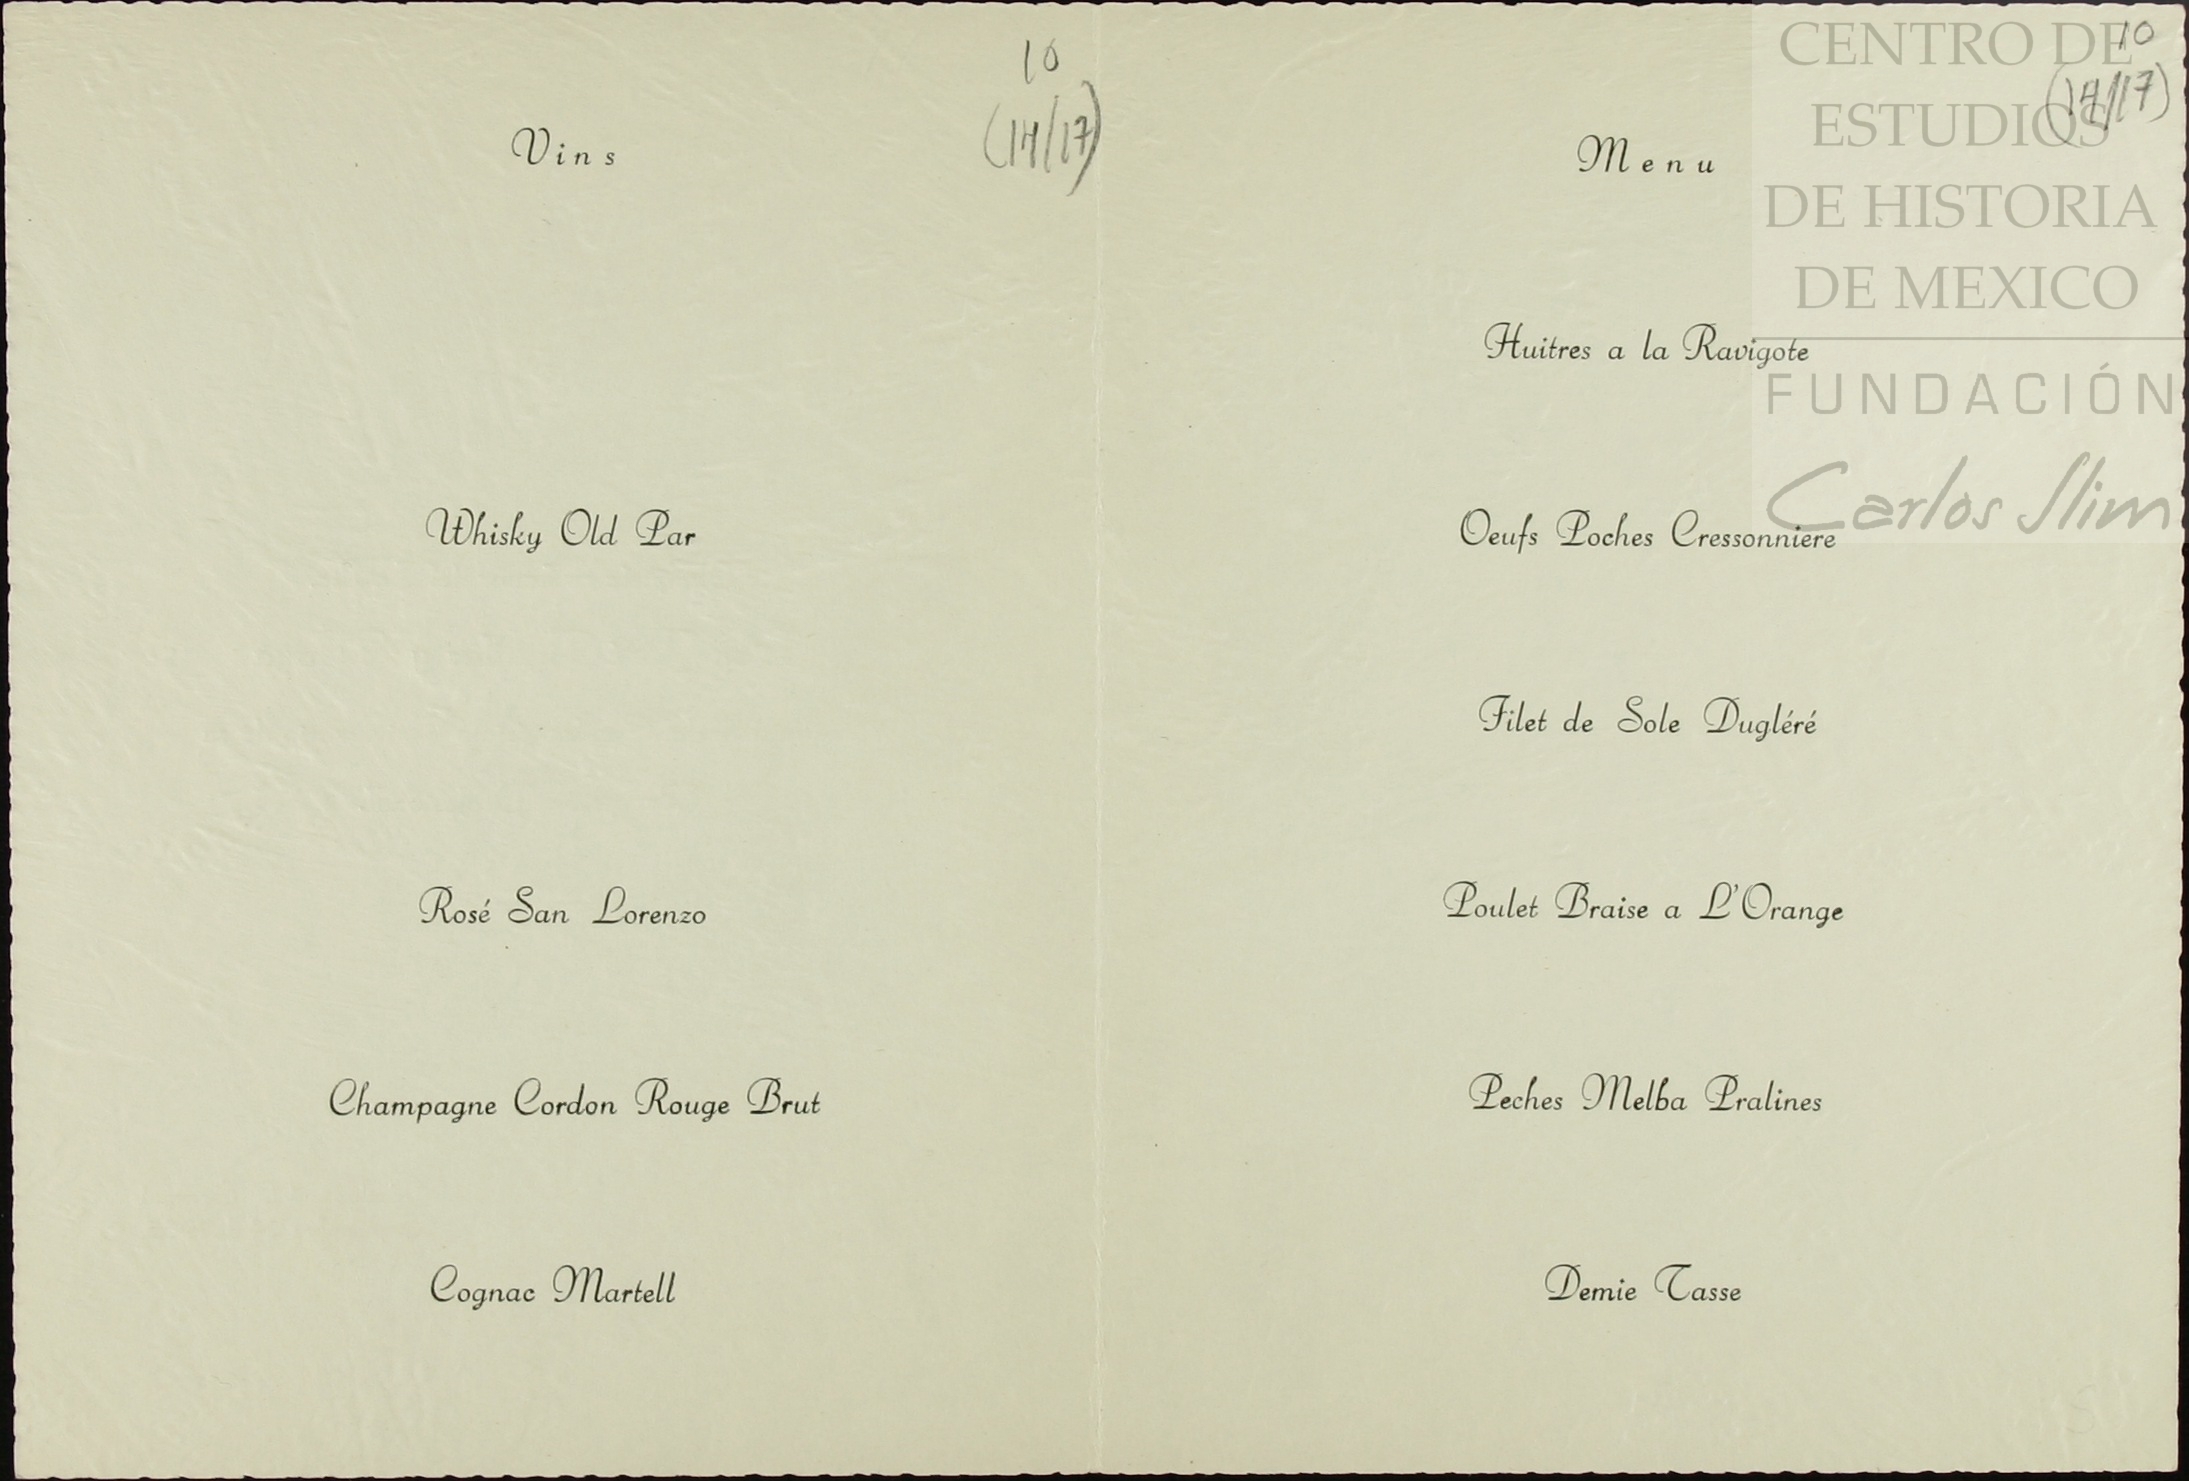 10
(14/17)
Vins
Whisky Old Par
Rosé San Lorenzo
Champagne Cordon Rouge Brut
Cognac Martell
10
(14/17)
Menu
Huitres a la Ravigote
Oeufs Poches Cressonniere
Filet de Sole Dugléré
Poulet Braise a L'Orange
Peches Melba Pralines
Demie Tasse
CENTRO DE
ESTUDIOS
DE HISTORIA
DE MEXICO
FUNDACIÓN
Carlos Slim